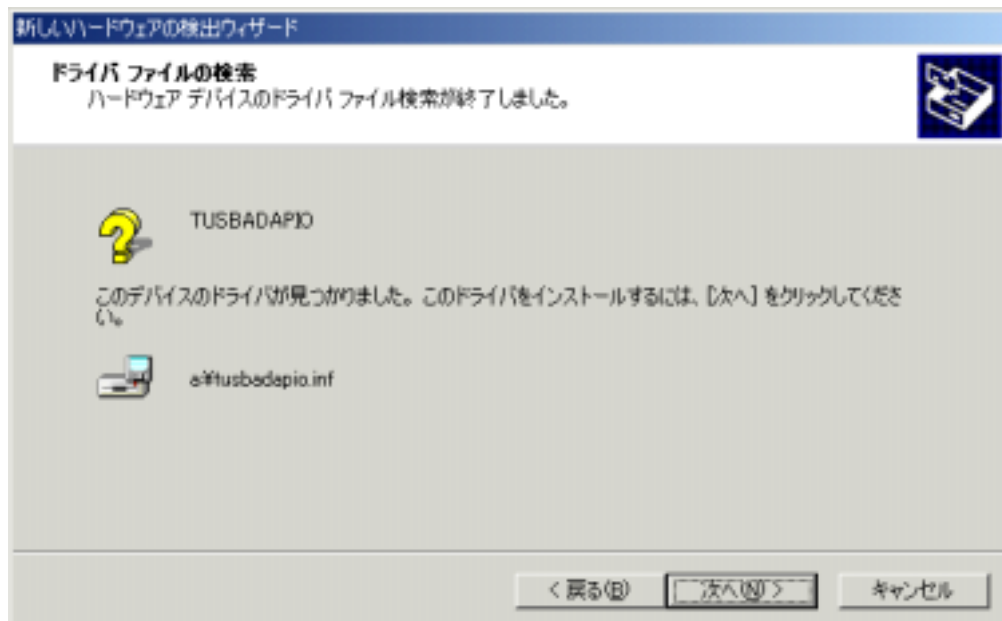 新しいハードウェアの検出ウィザード
ドライバ ファイルの検索
ハードウェア デバイスのドライバ ファイル検索が終了しました。
TUSBADAPIO
このデバイスのドライバが見つかりました。このドライバをインストールするには、[次へ] をクリックしてくださ
い。
a:¥tusbadapio.inf
< 戻る(B)
次へ(N) >
キャンセル